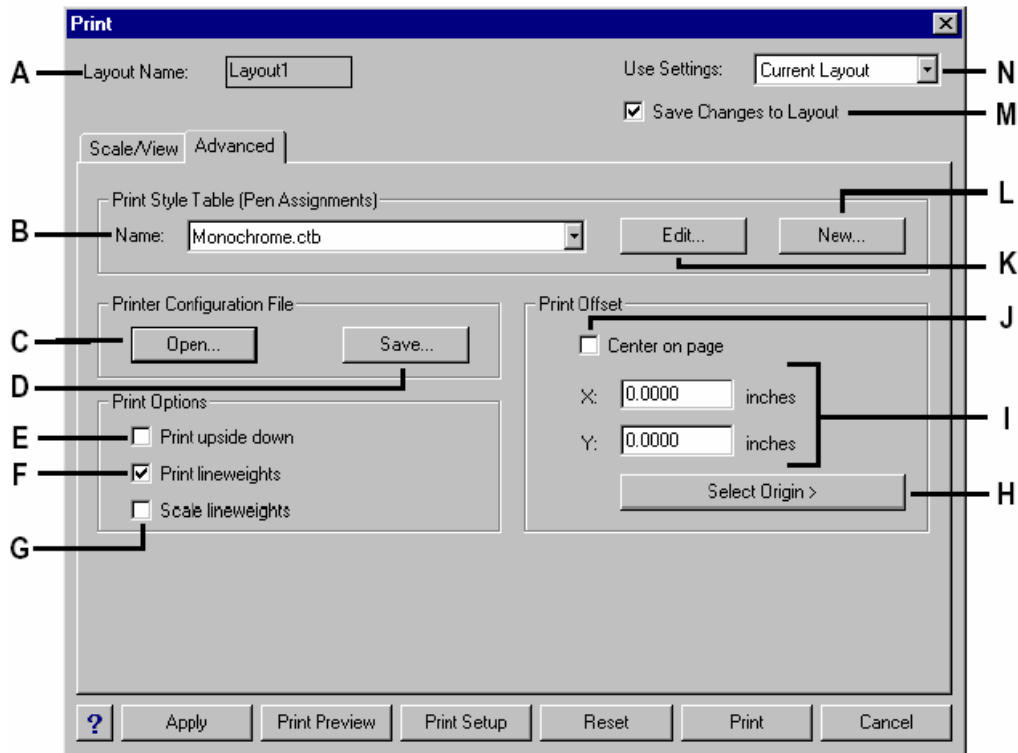 Print
A Layout Name: Layout1 Use Settings: Current Layout N
Save Changes to Layout M
Scale/View Advanced
L
Print Style Table (Pen Assignments)
B Name: Monochrome.ctb Edit... New...
K
Printer Configuration File Print Offset
J
C Open... Save... Center on page
D
X: 0.0000 inches
Print Options
I
E Print upside down Y: 0.0000 inches
F Print lineweights
Select Origin > H
Scale lineweights
G
? Apply Print Preview Print Setup Reset Print Cancel